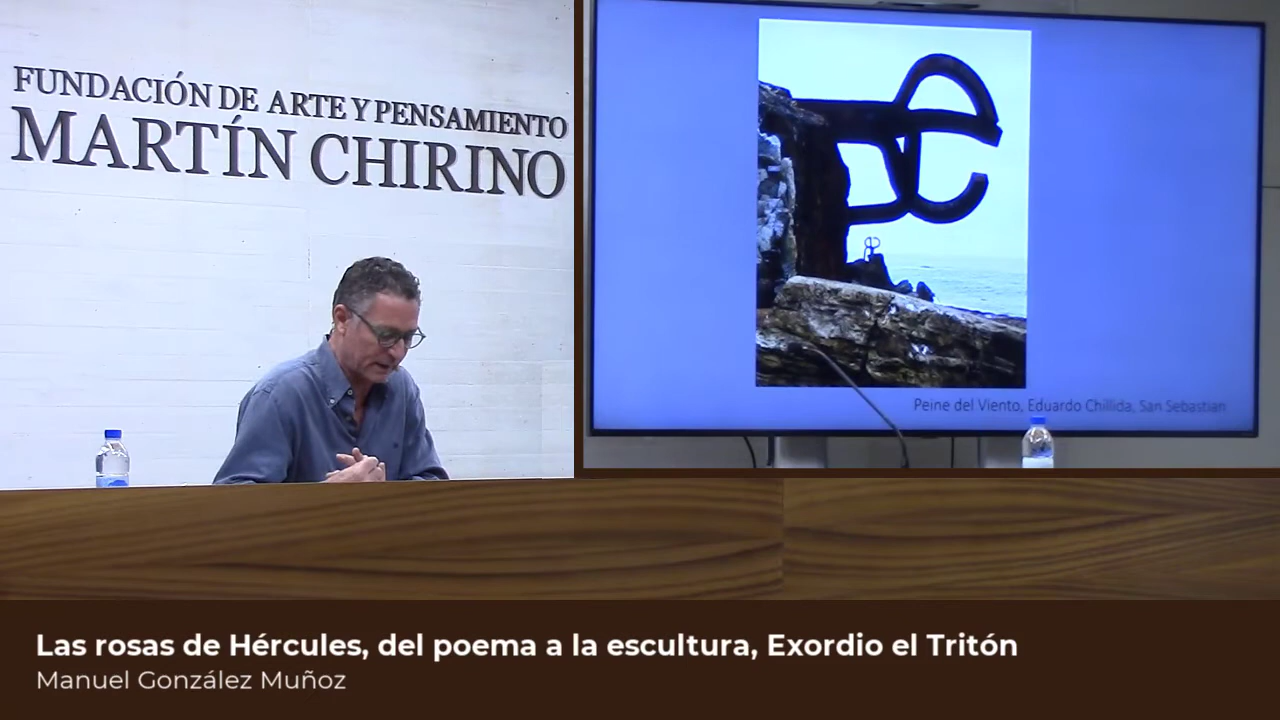 FUNDACIÓN DE ARTE Y PENSAMIENTO
MARTÍN CHIRINO
Peine del Viento, Eduardo Chillida, San Sebastian
Las rosas de Hércules, del poema a la escultura, Exordio el Tritón
Manuel González Muñoz